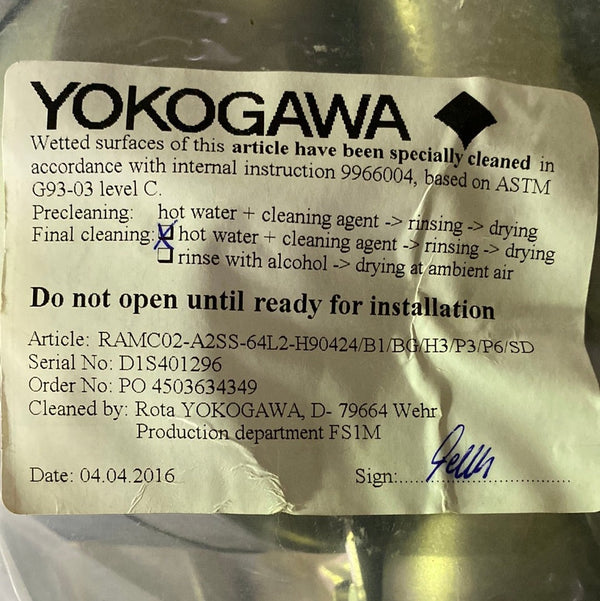 YOKOGAWA
Wetted surfaces of this article have been specially cleaned in
accordance with internal instruction 9966004, based on ASTM
G93-03 level C.
Precleaning: hot water + cleaning agent -> rinsing -> drying
Final cleaning: ☒ hot water + cleaning agent -> rinsing -> drying
☐ rinse with alcohol -> drying at ambient air
Do not open until ready for installation
Article: RAMC02-A2SS-64L2-H90424/B1/BG/H3/P3/P6/SD
Serial No: D1S401296
Order No: PO 4503634349
Cleaned by: Rota YOKOGAWA, D- 79664 Wehr
Production department FS1M
Date: 04.04.2016 Sign:..............................